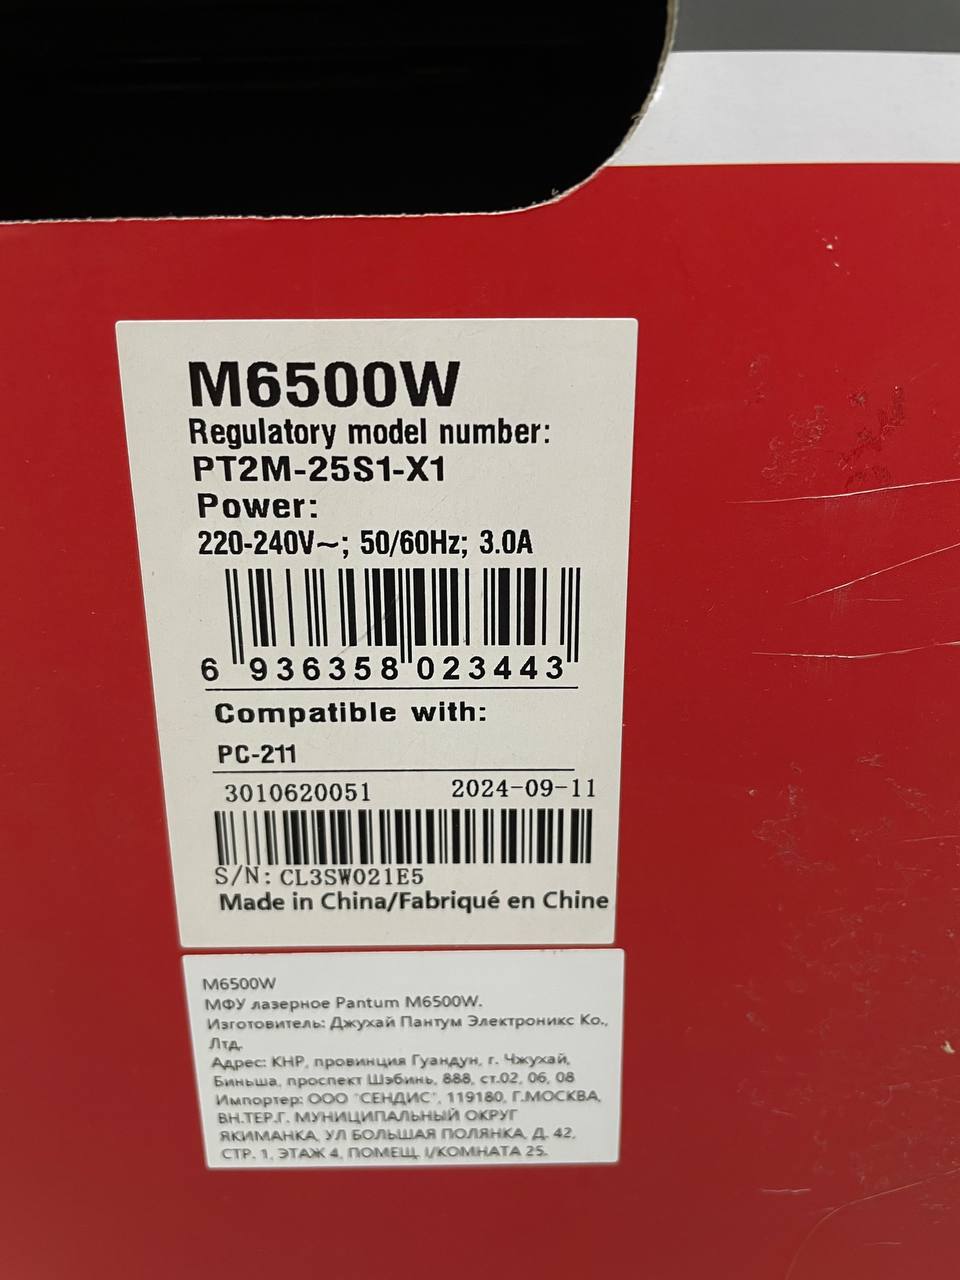 M6500W
Regulatory model number:
PT2M-25S1-X1
Power:
220-240V~; 50/60Hz; 3.0A
6 936358 023443
Compatible with:
PC-211
3010620051 2024-09-11
S/N: CL3SW021E5
Made in China/Fabriqué en Chine
M6500W
МФУ лазерное Pantum M6500W.
Изготовитель: Джухай Пантум Электроникс Ко.,
Лтд.
Адрес: КНР, провинция Гуандун, г. Чжухай,
Биньша, проспект Шэбинь, 888, ст.02, 06, 08
Импортер: ООО "СЕНДИС", 119180, Г.МОСКВА,
ВН.ТЕР.Г. МУНИЦИПАЛЬНЫЙ ОКРУГ
ЯКИМАНКА, УЛ БОЛЬШАЯ ПОЛЯНКА, Д. 42,
СТР. 1, ЭТАЖ 4, ПОМЕЩ. I/КОМНАТА 25.